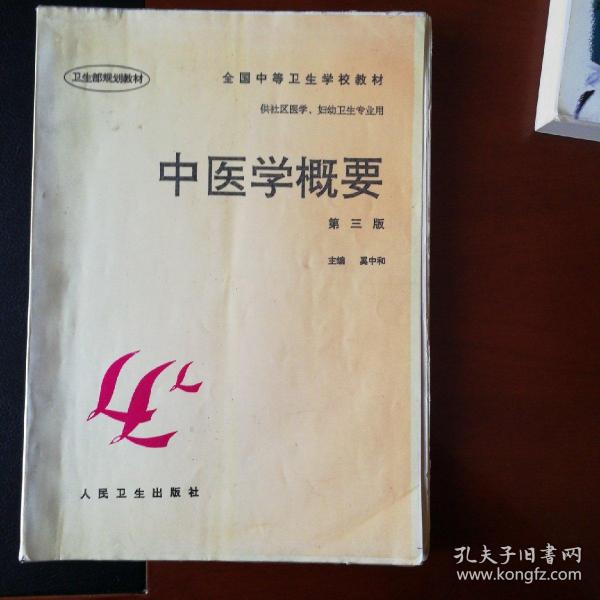 卫生部规划教材
全国中等卫生学校教材
供社区医学、妇幼卫生专业用
中医学概要
第三版
主编 奚中和
人民卫生出版社
孔夫子旧书网
www.kongfz.com